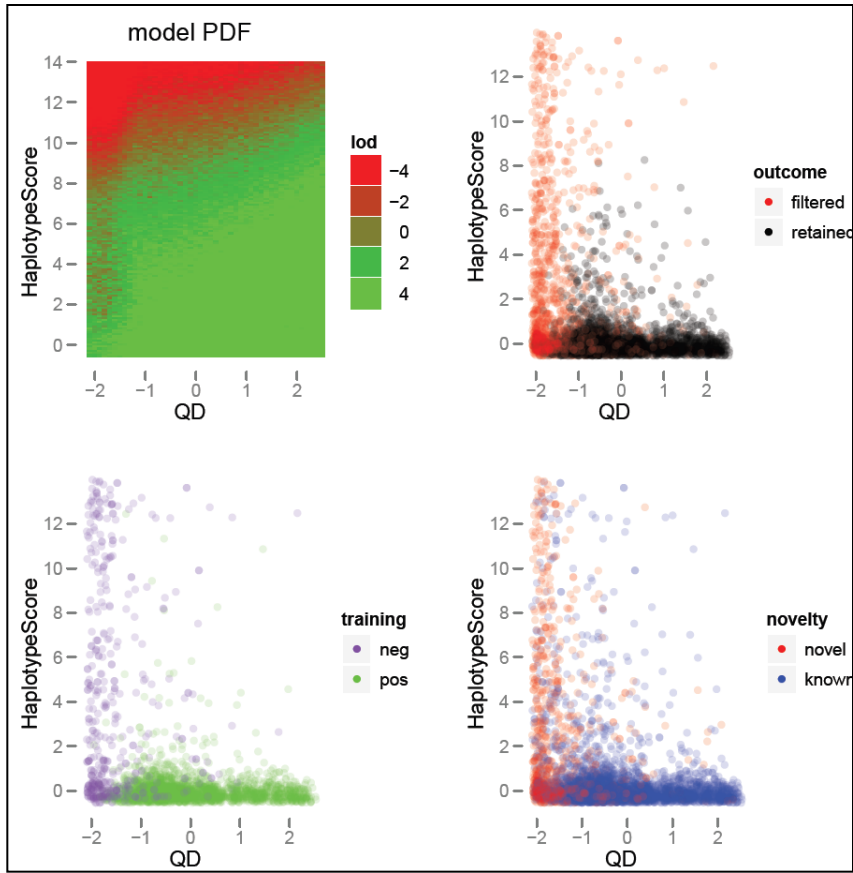 model PDF
HaplotypeScore
14
12
10
8
6
4
2
0
−2 −1 0 1 2
QD
lod
−4
−2
0
2
4
HaplotypeScore
12
10
8
6
4
2
0
−2 −1 0 1 2
QD
outcome
filtered
retained
HaplotypeScore
12
10
8
6
4
2
0
−2 −1 0 1 2
QD
training
neg
pos
HaplotypeScore
12
10
8
6
4
2
0
−2 −1 0 1 2
QD
novelty
novel
known